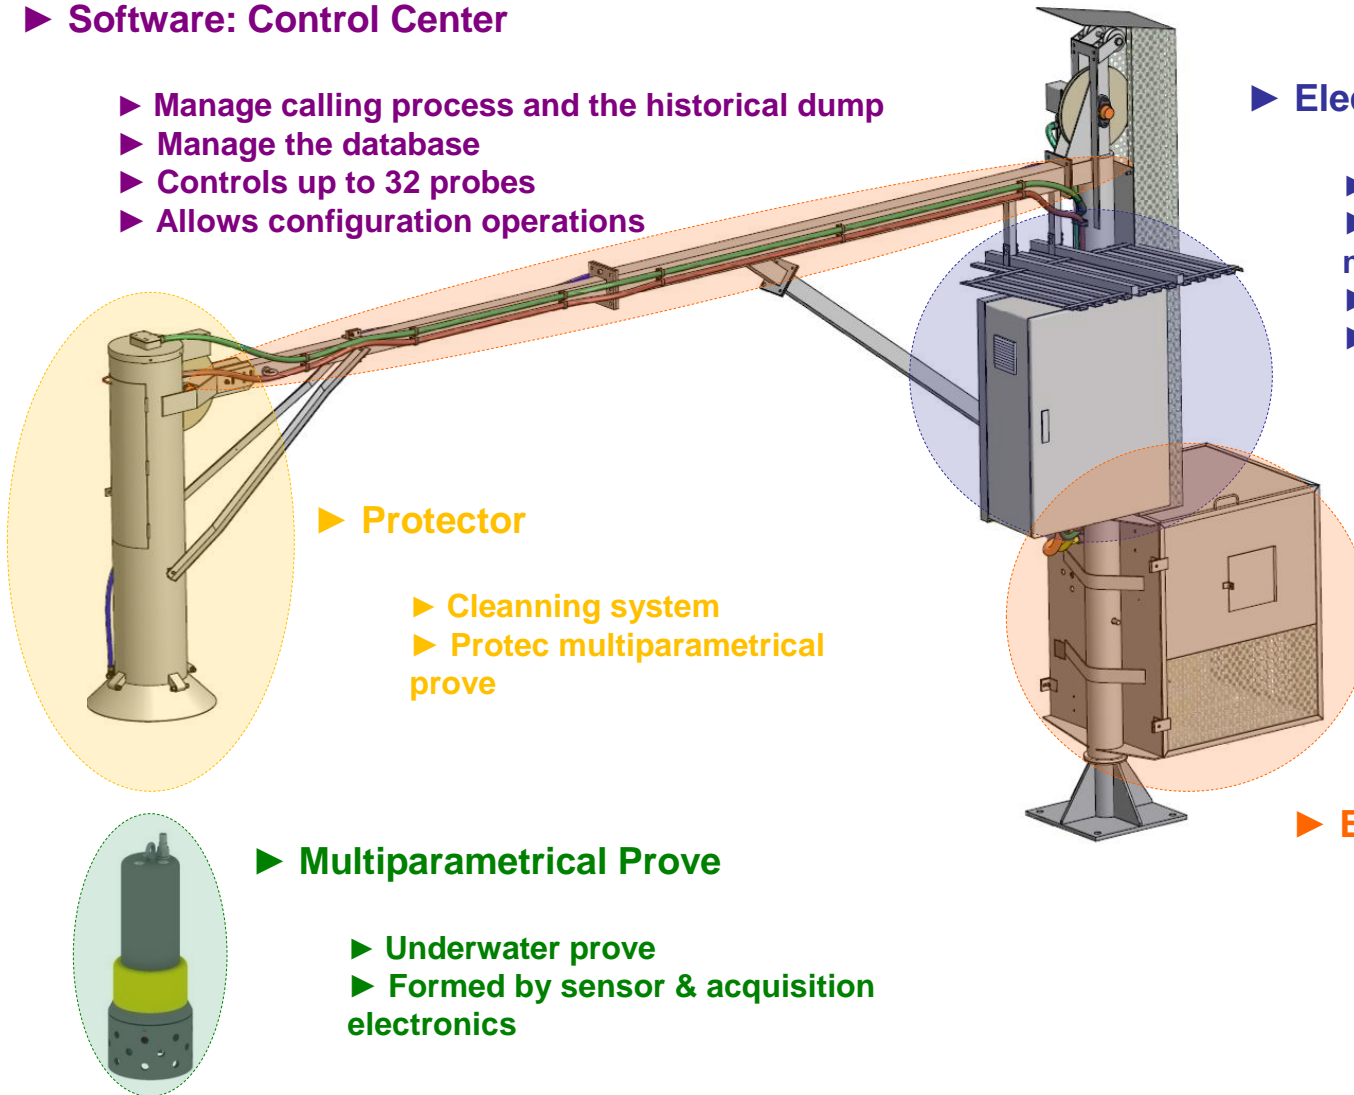 ► Software: Control Center
► Manage calling process and the historical dump
► Manage the database
► Controls up to 32 probes
► Allows configuration operations
► Protector
► Cleanning system
► Protec multiparametrical
prove
► Multiparametrical Prove
► Underwater prove
► Formed by sensor & acquisition
electronics